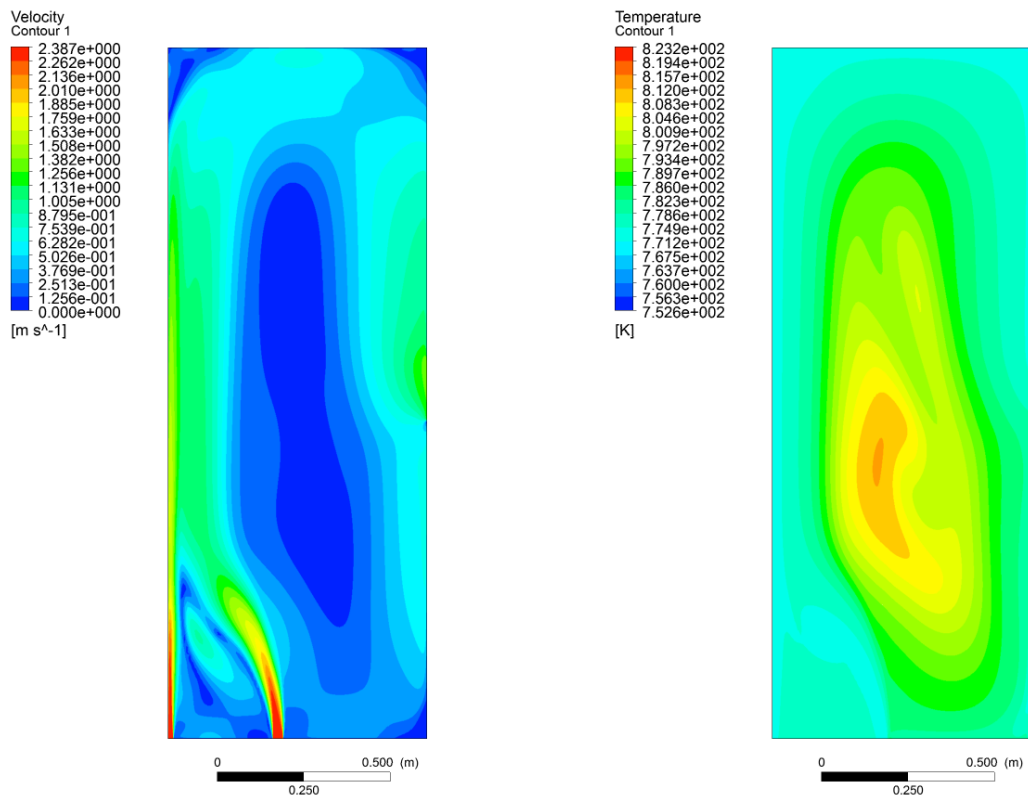 Velocity
Contour 1
2.387e+000
2.262e+000
2.136e+000
2.010e+000
1.885e+000
1.759e+000
1.633e+000
1.508e+000
1.382e+000
1.256e+000
1.131e+000
1.005e+000
8.795e-001
7.539e-001
6.282e-001
5.026e-001
3.769e-001
2.513e-001
1.256e-001
0.000e+000
[m s^-1]
0
0.500 (m)
0.250
Temperature
Contour 1
8.232e+002
8.194e+002
8.157e+002
8.120e+002
8.083e+002
8.046e+002
8.009e+002
7.972e+002
7.934e+002
7.897e+002
7.860e+002
7.823e+002
7.786e+002
7.749e+002
7.712e+002
7.675e+002
7.637e+002
7.600e+002
7.563e+002
7.526e+002
[K]
0
0.500 (m)
0.250